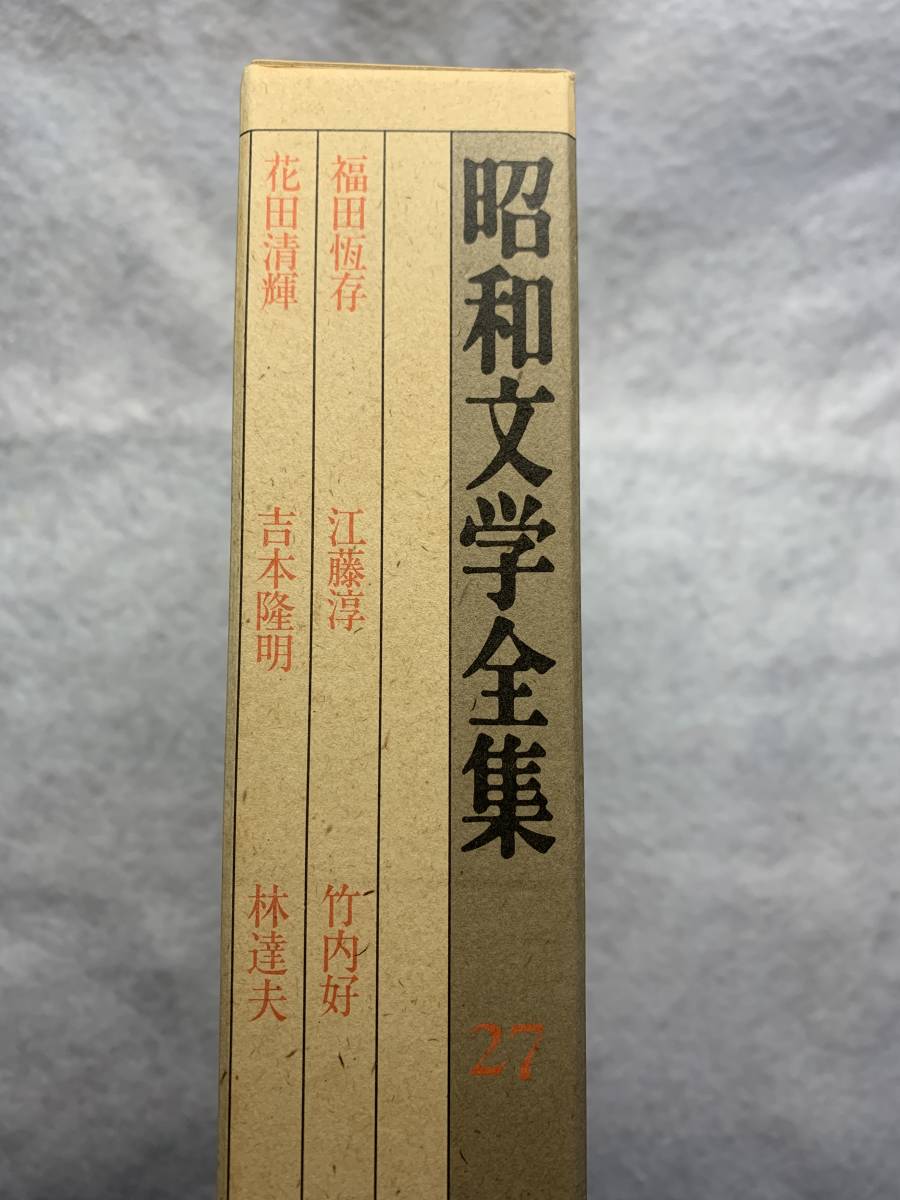 昭和文学全集
27
福田恆存
江藤淳
竹内好
花田清輝
吉本隆明
林達夫